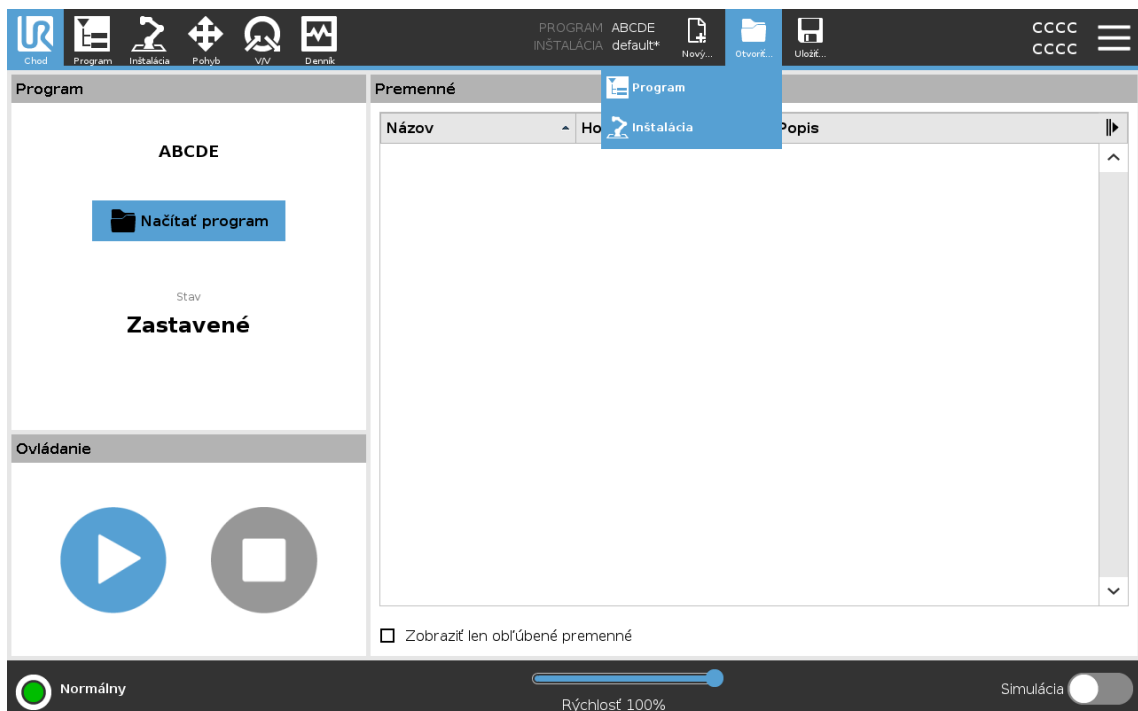 Chod
Program
Inštalácia
Pohyb
V/V
Denník
PROGRAM ABCDE
INŠTALÁCIA default*
Nový...
Otvoriť...
Uložiť...
CCCC
CCCC
Program
Inštalácia
Program
ABCDE
Načítať program
Stav
Zastavené
Ovládanie
Premenné
Názov
Ho
Popis
Zobraziť len obľúbené premenné
Normálny
Rýchlosť 100%
Simulácia